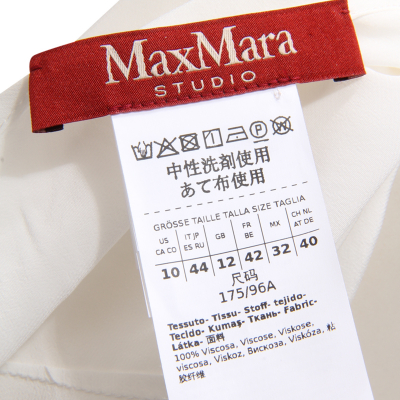 MaxMara
STUDIO
中性洗剤使用
あて布使用
GRÖSSE TAILLE TALLA SIZE TAGLIA
US IT JP GB FR MX CH NL
CA CO ES RU BE AT DE
10 44 12 42 32 40
尺码
175/96A
Tessuto- Tissu- Stoff- tejido-
Tecido- Kumaş- Ткань- Fabric-
Látka- 面料
100% Viscosa, Viscose, Viskose,
viscosa, Viskoz, Вискоза, Viskóza, 粘
胶纤维